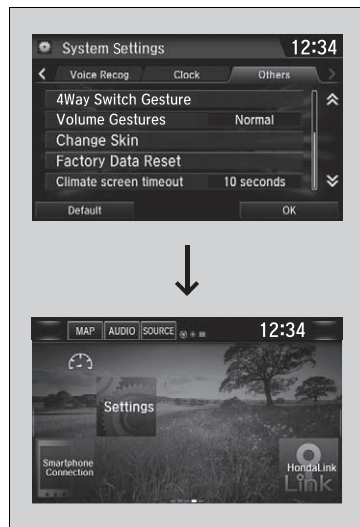 System Settings 12:34
Voice Recog. Clock Others
4Way Switch Gesture
Volume Gestures Normal
Change Skin
Factory Data Reset
Climate screen timeout 10 seconds
Default OK
MAP AUDIO SOURCE 12:34
Settings
Smartphone
Connection
HondaLink
Link